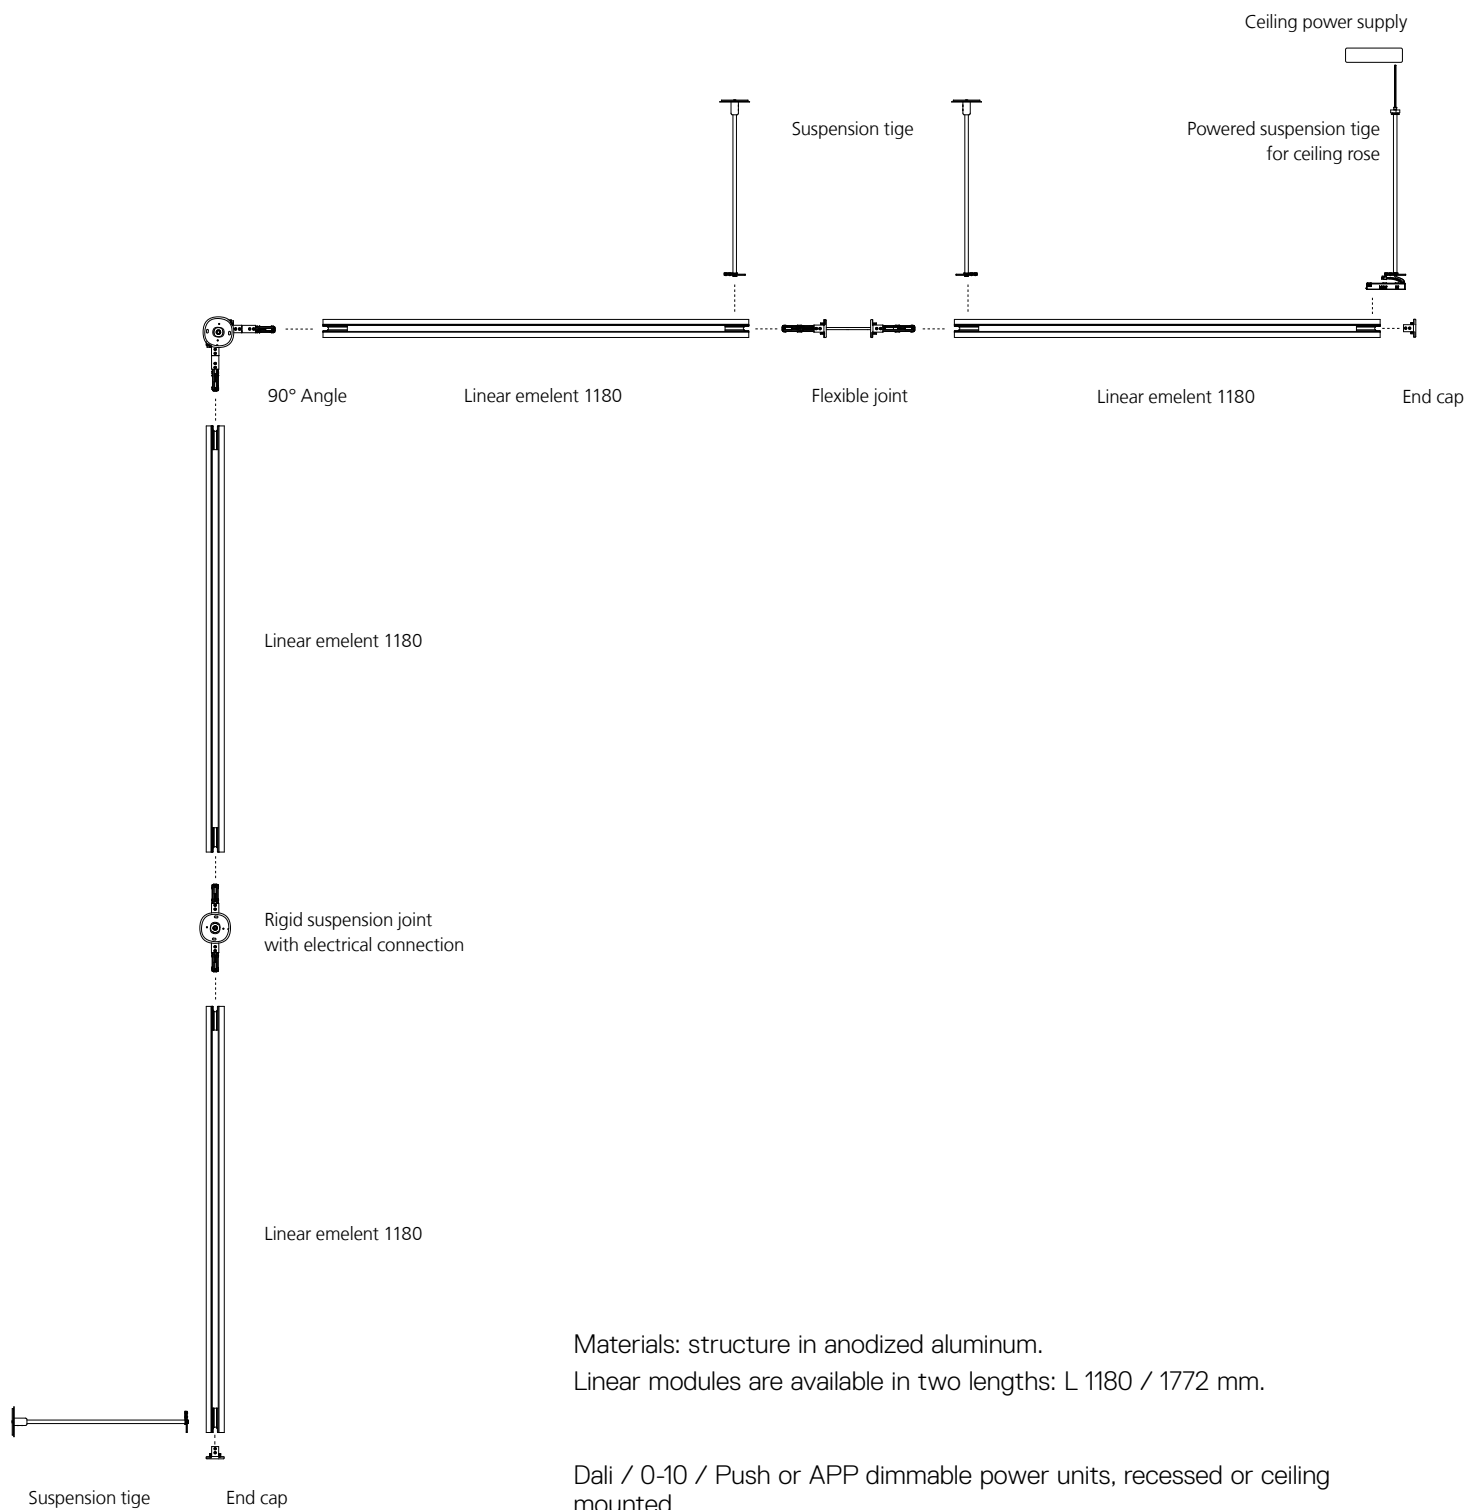 Ceiling power supply
Suspension tige
Powered suspension tige
for ceiling rose
90° Angle
Linear emelent 1180
Flexible joint
Linear emelent 1180
End cap
Linear emelent 1180
Rigid suspension joint
with electrical connection
Linear emelent 1180
Materials: structure in anodized aluminum.
Linear modules are available in two lengths: L 1180 / 1772 mm.
Dali / 0-10 / Push or APP dimmable power units, recessed or ceiling
mounted
Suspension tige
End cap